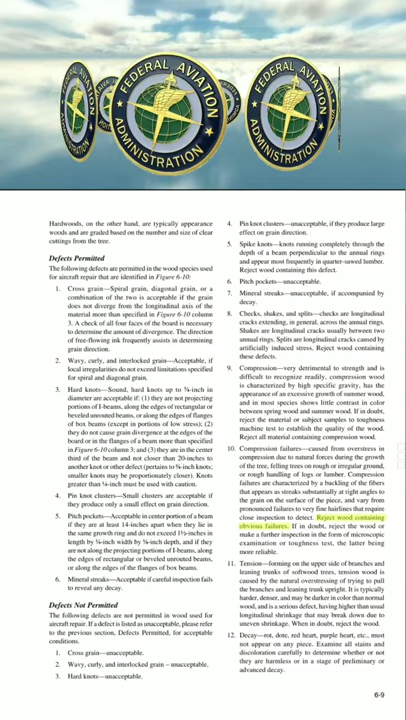 FEDERAL AVIATION
ADMINISTRATION
FEDERAL AVIATION
ADMINISTRATION
Hardwoods, on the other hand, are typically appearance
woods and are graded based on the number and size of clear
cuttings from the tree.
Defects Permitted
The following defects are permitted in the wood species used
for aircraft repair that are identified in Figure 6-10:
1. Cross grain—Spiral grain, diagonal grain, or a
combination of the two is acceptable if the grain
does not diverge from the longitudinal axis of the
material more than specified in Figure 6-10 column
3. A check of all four faces of the board is necessary
to determine the amount of divergence. The direction
of free-flowing ink frequently assists in determining
grain direction.
2. Wavy, curly, and interlocked grain—Acceptable, if
local irregularities do not exceed limitations specified
for spiral and diagonal grain.
3. Hard knots—Sound, hard knots up to ⅜-inch in
diameter are acceptable if: (1) they are not projecting
portions of I-beams, along the edges of rectangular or
beveled unrouted beams, or along the edges of flanges
of box beams (except in portions of low stress); (2)
they do not cause grain divergence at the edges of the
board or in the flanges of a beam more than specified
in Figure 6-10 column 3; and (3) they are in the center
third of the beam and not closer than 20-inches to
another knot or other defect (pertains to ⅜-inch knots;
smaller knots may be proportionately closer). Knots
greater than ¼-inch must be used with caution.
4. Pin knot clusters—Small clusters are acceptable if
they produce only a small effect on grain direction.
5. Pitch pockets—Acceptable in center portion of a beam
if they are at least 14-inches apart when they lie in
the same growth ring and do not exceed 1½-inches in
length by ⅛-inch width by ⅛-inch depth, and if they
are not along the projecting portions of I-beams, along
the edges of rectangular or beveled unrouted beams,
or along the edges of the flanges of box beams.
6. Mineral streaks—Acceptable if careful inspection fails
to reveal any decay.
Defects Not Permitted
The following defects are not permitted in wood used for
aircraft repair. If a defect is listed as unacceptable, please refer
to the previous section, Defects Permitted, for acceptable
conditions.
1. Cross grain—unacceptable.
2. Wavy, curly, and interlocked grain – unacceptable.
3. Hard knots—unacceptable.
4. Pin knot clusters—unacceptable, if they produce large
effect on grain direction.
5. Spike knots—knots running completely through the
depth of a beam perpendicular to the annual rings
and appear most frequently in quarter-sawed lumber.
Reject wood containing this defect.
6. Pitch pockets—unacceptable.
7. Mineral streaks—unacceptable, if accompanied by
decay.
8. Checks, shakes, and splits—checks are longitudinal
cracks extending, in general, across the annual rings.
Shakes are longitudinal cracks usually between two
annual rings. Splits are longitudinal cracks caused by
artificially induced stress. Reject wood containing
these defects.
9. Compression—very detrimental to strength and is
difficult to recognize readily, compression wood
is characterized by high specific gravity, has the
appearance of an excessive growth of summer wood,
and in most species shows little contrast in color
between spring wood and summer wood. If in doubt,
reject the material or subject samples to toughness
machine test to establish the quality of the wood.
Reject all material containing compression wood.
10. Compression failures—caused from overstress in
compression due to natural forces during the growth
of the tree, felling trees on rough or irregular ground,
or rough handling of logs or lumber. Compression
failures are characterized by a buckling of the fibers
that appears as streaks substantially at right angles to
the grain on the surface of the piece, and vary from
pronounced failures to very fine hairlines that require
close inspection to detect. Reject wood containing
obvious failures. If in doubt, reject the wood or
make a further inspection in the form of microscopic
examination or toughness test, the latter being
more reliable.
11. Tension—forming on the upper side of branches and
leaning trunks of softwood trees, tension wood is
caused by the natural overstressing of trying to pull
the branches and leaning trunk upright. It is typically
harder, denser, and may be darker in color than normal
wood, and is a serious defect, having higher than usual
longitudinal shrinkage that may break down due to
uneven shrinkage. When in doubt, reject the wood.
12. Decay—rot, dote, red heart, purple heart, etc., must
not appear on any piece. Examine all stains and
discoloration carefully to determine whether or not
they are harmless or in a stage of preliminary or
advanced decay.
6-9